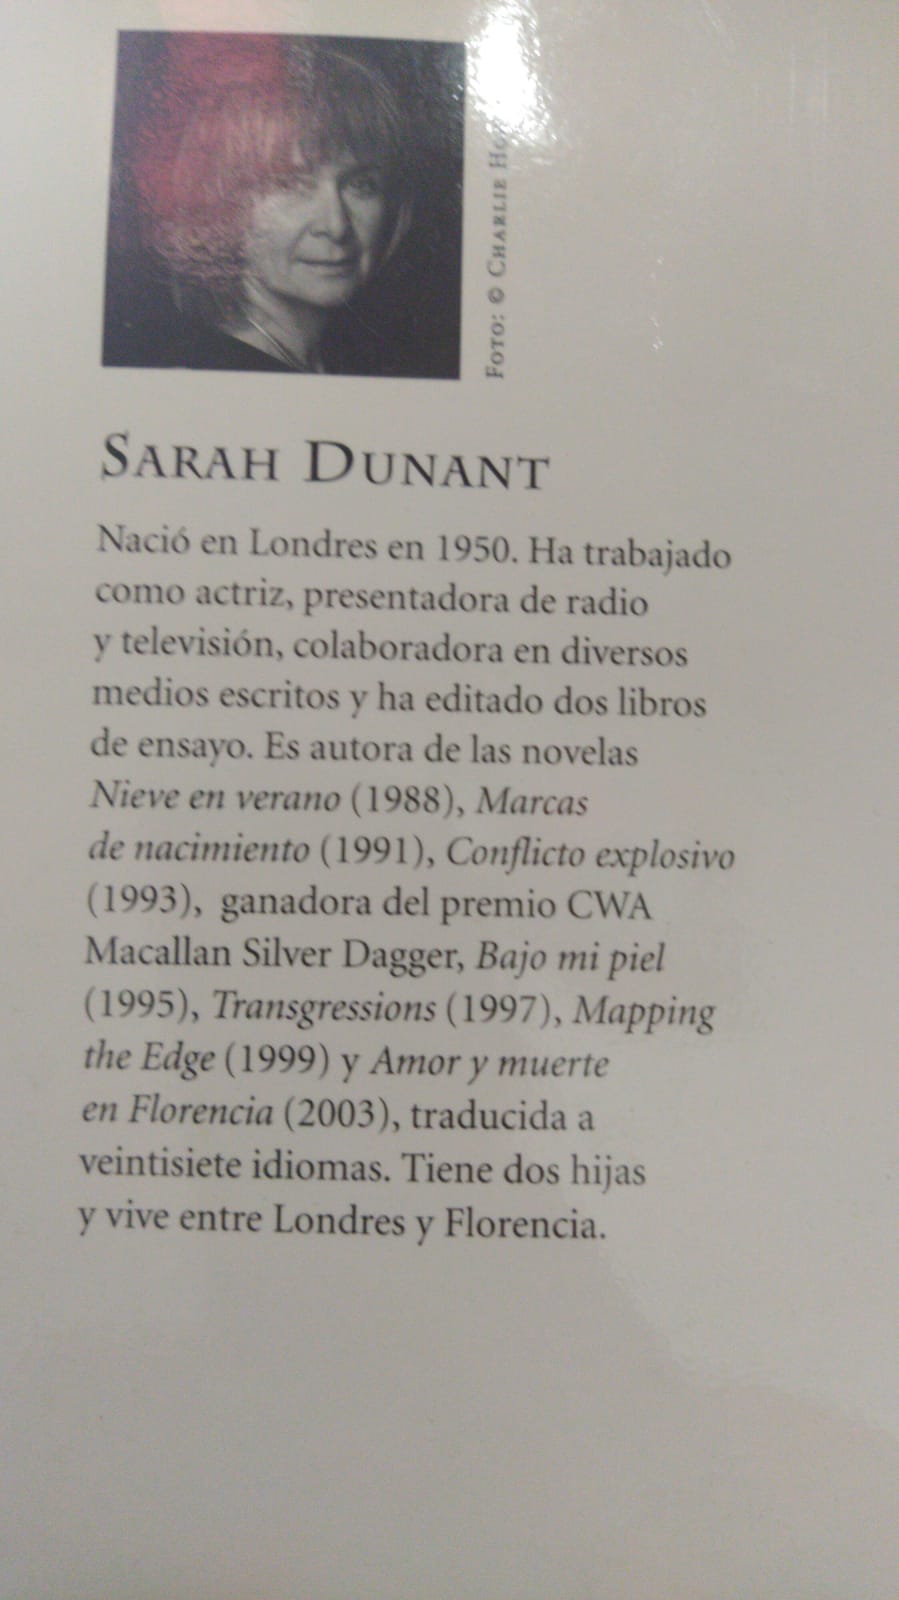 Foto: © Charlie
Sarah Dunant
Nació en Londres en 1950. Ha trabajado
como actriz, presentadora de radio
y televisión, colaboradora en diversos
medios escritos y ha editado dos libros
de ensayo. Es autora de las novelas
Nieve en verano (1988), Marcas
de nacimiento (1991), Conflicto explosivo
(1993), ganadora del premio CWA
Macallan Silver Dagger, Bajo mi piel
(1995), Transgressions (1997), Mapping
the Edge (1999) y Amor y muerte
en Florencia (2003), traducida a
veintisiete idiomas. Tiene dos hijas
y vive entre Londres y Florencia.